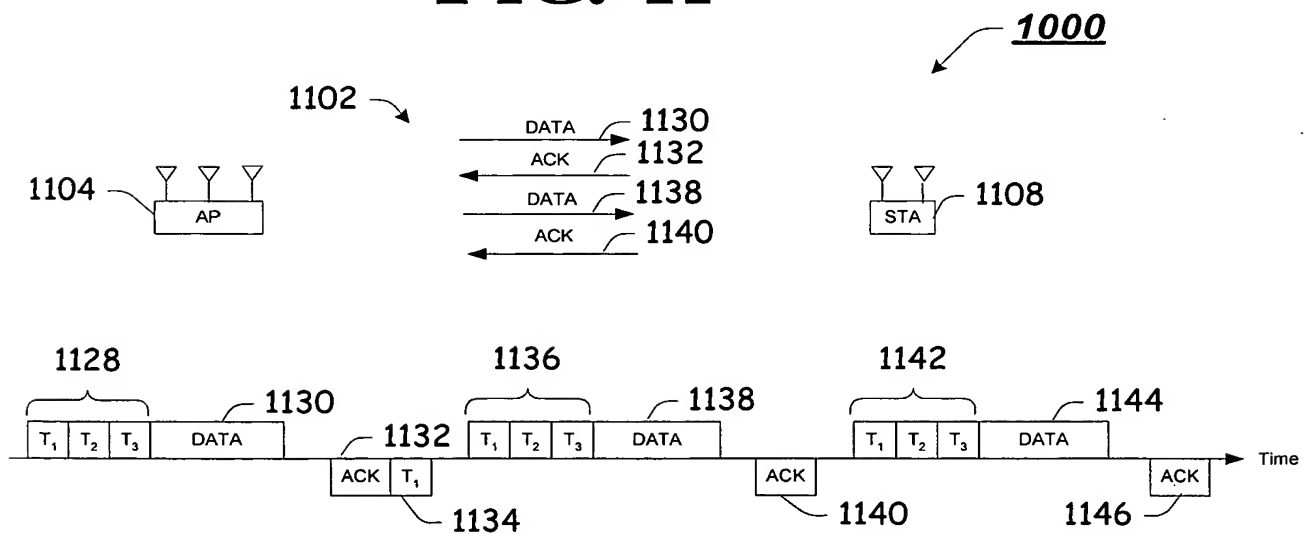 1000
1102
DATA 1130
ACK 1132
1104
AP
DATA 1138
STA
1108
ACK 1140
1128
1136
1142
1130
1138
1144
T1 T2 T3 DATA
1132
T1 T2 T3 DATA
T1 T2 T3 DATA
Time
ACK T1
ACK
ACK
1134
1140
1146